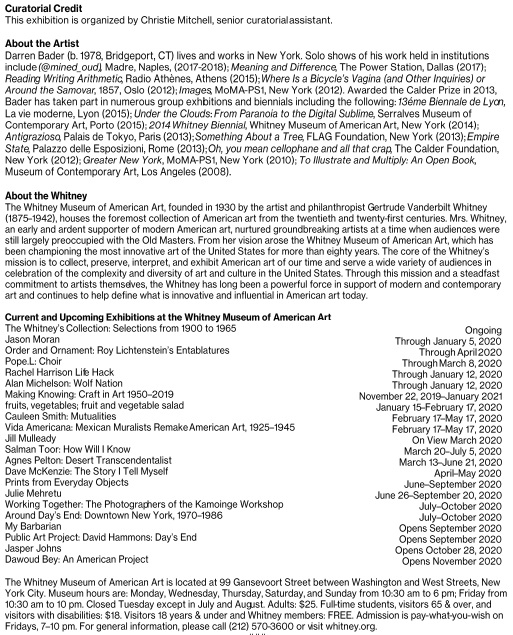 Curatorial Credit
This exhibition is organized by Christie Mitchell, senior curatorial assistant.
About the Artist
Darren Bader (b. 1978, Bridgeport, CT) lives and works in New York. Solo shows of his work held in institutions
include (@mined_oud), Madre, Naples, (2017-2018); Meaning and Difference, The Power Station, Dallas (2017);
Reading Writing Arithmetic, Radio Athènes, Athens (2015); Where Is a Bicycle's Vagina (and Other Inquiries) or
Around the Samovar, 1857, Oslo (2012); Images, MoMA-PS1, New York (2012). Awarded the Calder Prize in 2013,
Bader has taken part in numerous group exhibitions and biennials including the following: 13éme Biennale de Lyon,
La vie moderne, Lyon (2015); Under the Clouds: From Paranoia to the Digital Sublime, Serralves Museum of
Contemporary Art, Porto (2015); 2014 Whitney Biennial, Whitney Museum of American Art, New York (2014);
Antigrazioso, Palais de Tokyo, Paris (2013); Something About a Tree, FLAG Foundation, New York (2013); Empire
State, Palazzo delle Esposizioni, Rome (2013); Oh, you mean cellophane and all that crap, The Calder Foundation,
New York (2012); Greater New York, MoMA-PS1, New York (2010); To Illustrate and Multiply: An Open Book,
Museum of Contemporary Art, Los Angeles (2008).
About the Whitney
The Whitney Museum of American Art, founded in 1930 by the artist and philanthropist Gertrude Vanderbilt Whitney
(1875–1942), houses the foremost collection of American art from the twentieth and twenty-first centuries. Mrs. Whitney,
an early and ardent supporter of modern American art, nurtured groundbreaking artists at a time when audiences were
still largely preoccupied with the Old Masters. From her vision arose the Whitney Museum of American Art, which has
been championing the most innovative art of the United States for more than eighty years. The core of the Whitney's
mission is to collect, preserve, interpret, and exhibit American art of our time and serve a wide variety of audiences in
celebration of the complexity and diversity of art and culture in the United States. Through this mission and a steadfast
commitment to artists themselves, the Whitney has long been a powerful force in support of modern and contemporary
art and continues to help define what is innovative and influential in American art today.
Current and Upcoming Exhibitions at the Whitney Museum of American Art
The Whitney's Collection: Selections from 1900 to 1965 Ongoing
Jason Moran Through January 5, 2020
Order and Ornament: Roy Lichtenstein's Entablatures Through April 2020
Pope.L: Choir Through March 8, 2020
Rachel Harrison Life Hack Through January 12, 2020
Alan Michelson: Wolf Nation Through January 12, 2020
Making Knowing: Craft in Art 1950–2019 November 22, 2019–January 2021
fruits, vegetables; fruit and vegetable salad January 15–February 17, 2020
Cauleen Smith: Mutualities February 17–May 17, 2020
Vida Americana: Mexican Muralists Remake American Art, 1925–1945 February 17–May 17, 2020
Jill Mulleady On View March 2020
Salman Toor: How Will I Know March 20–July 5, 2020
Agnes Pelton: Desert Transcendentalist March 13–June 21, 2020
Dave McKenzie: The Story I Tell Myself April–May 2020
Prints from Everyday Objects June–September 2020
Julie Mehretu June 26–September 20, 2020
Working Together: The Photographers of the Kamoinge Workshop July–October 2020
Around Day's End: Downtown New York, 1970–1986 July–October 2020
My Barbarian Opens September 2020
Public Art Project: David Hammons: Day's End Opens September 2020
Jasper Johns Opens October 28, 2020
Dawoud Bey: An American Project Opens November 2020
The Whitney Museum of American Art is located at 99 Gansevoort Street between Washington and West Streets, New
York City. Museum hours are: Monday, Wednesday, Thursday, Saturday, and Sunday from 10:30 am to 6 pm; Friday from
10:30 am to 10 pm. Closed Tuesday except in July and August. Adults: $25. Full-time students, visitors 65 & over, and
visitors with disabilities: $18. Visitors 18 years & under and Whitney members: FREE. Admission is pay-what-you-wish on
Fridays, 7–10 pm. For general information, please call (212) 570-3600 or visit whitney.org.